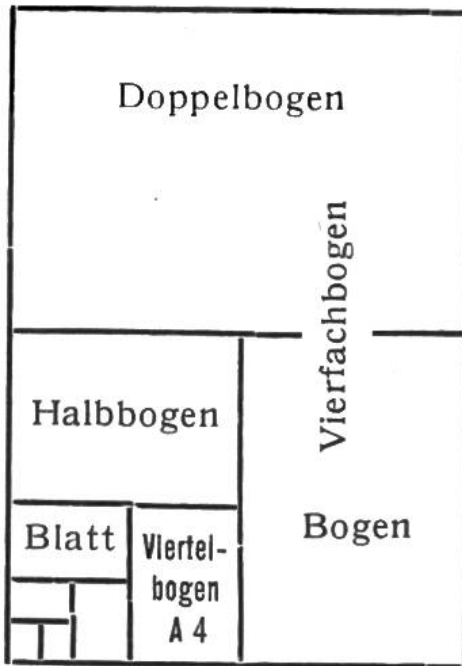 Doppelbogen
Vierfachbogen
Halbbogen
Bogen
Blatt
Viertel-
bogen
A 4